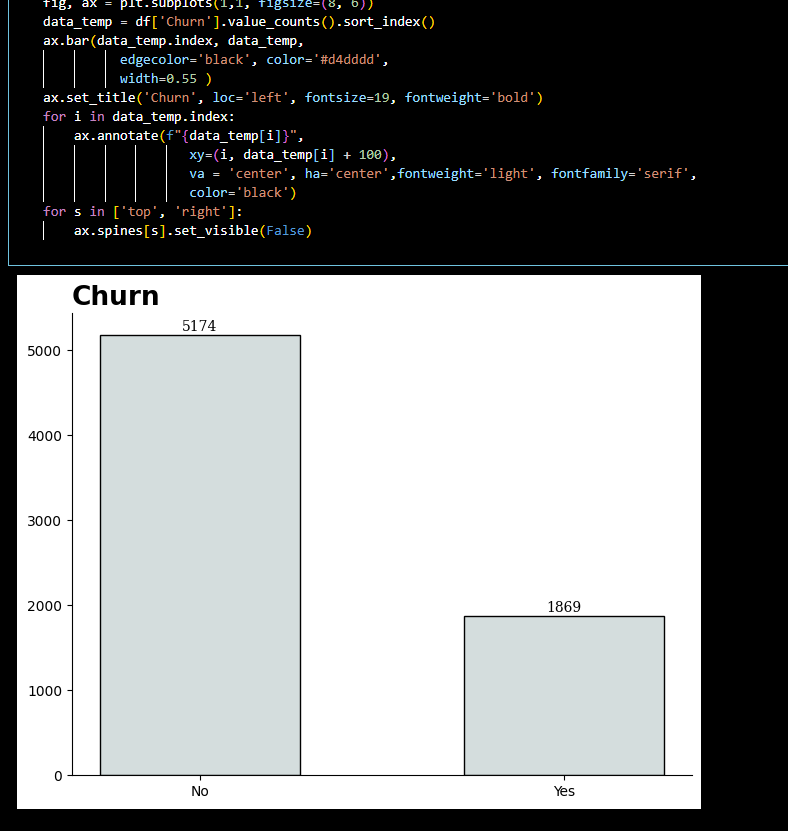 fig, ax = plt.subplots(1,1, figsize=(8, 6))
data_temp = df['Churn'].value_counts().sort_index()
ax.bar(data_temp.index, data_temp,
edgecolor='black', color='#d4dddd',
width=0.55 )
ax.set_title('Churn', loc='left', fontsize=19, fontweight='bold')
for i in data_temp.index:
ax.annotate(f"{data_temp[i]}",
xy=(i, data_temp[i] + 100),
va = 'center', ha='center',fontweight='light', fontfamily='serif',
color='black')
for s in ['top', 'right']:
ax.spines[s].set_visible(False)
Churn
5174
5000
4000
3000
2000
1869
1000
0
No Yes